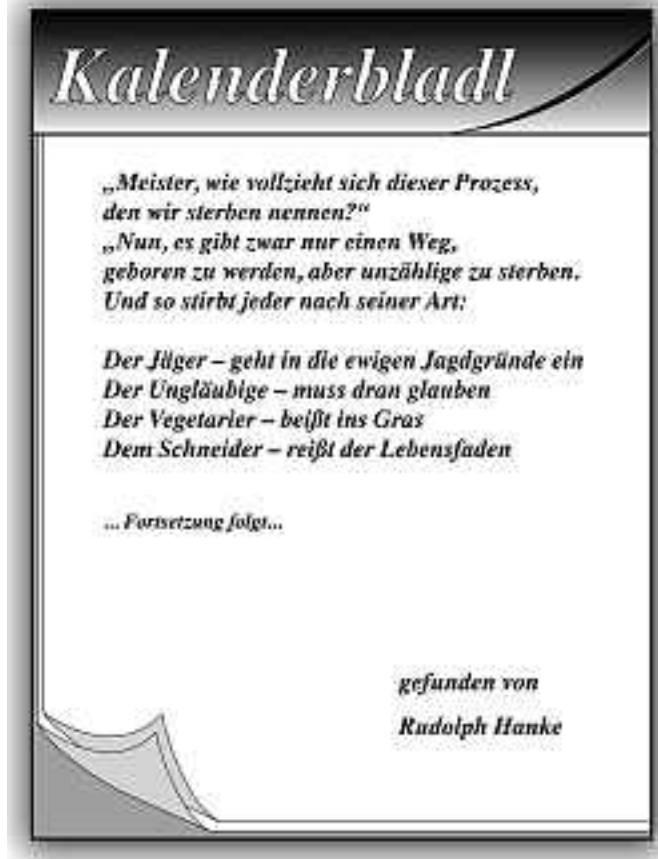 Kalenderbladl
„Meister, wie vollzieht sich dieser Prozess,
den wir sterben nennen?“
„Nun, es gibt zwar nur einen Weg,
geboren zu werden, aber unzählige zu sterben.
Und so stirbt jeder nach seiner Art:
Der Jäger – geht in die ewigen Jagdgründe ein
Der Ungläubige – muss dran glauben
Der Vegetarier – beißt ins Gras
Dem Schneider – reißt der Lebensfaden
... Fortsetzung folgt...
gefunden von
Rudolph Hanke